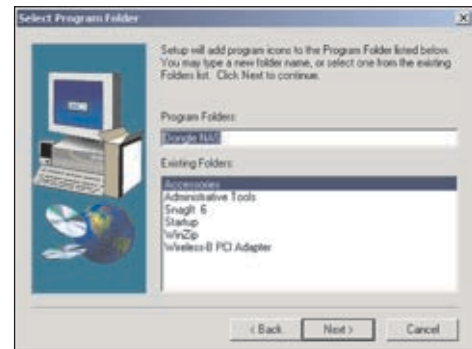 Select Program Folder
Setup will add program icons to the Program Folder listed below.
You may type a new folder name, or select one from the existing
Folders list. Click Next to continue.
Program Folders:
Dongle NAS
Existing Folders:
Accessories
Administrative Tools
SnagIt 6
Startup
WinZip
Wireless-B PCI Adapter
< Back
Next >
Cancel